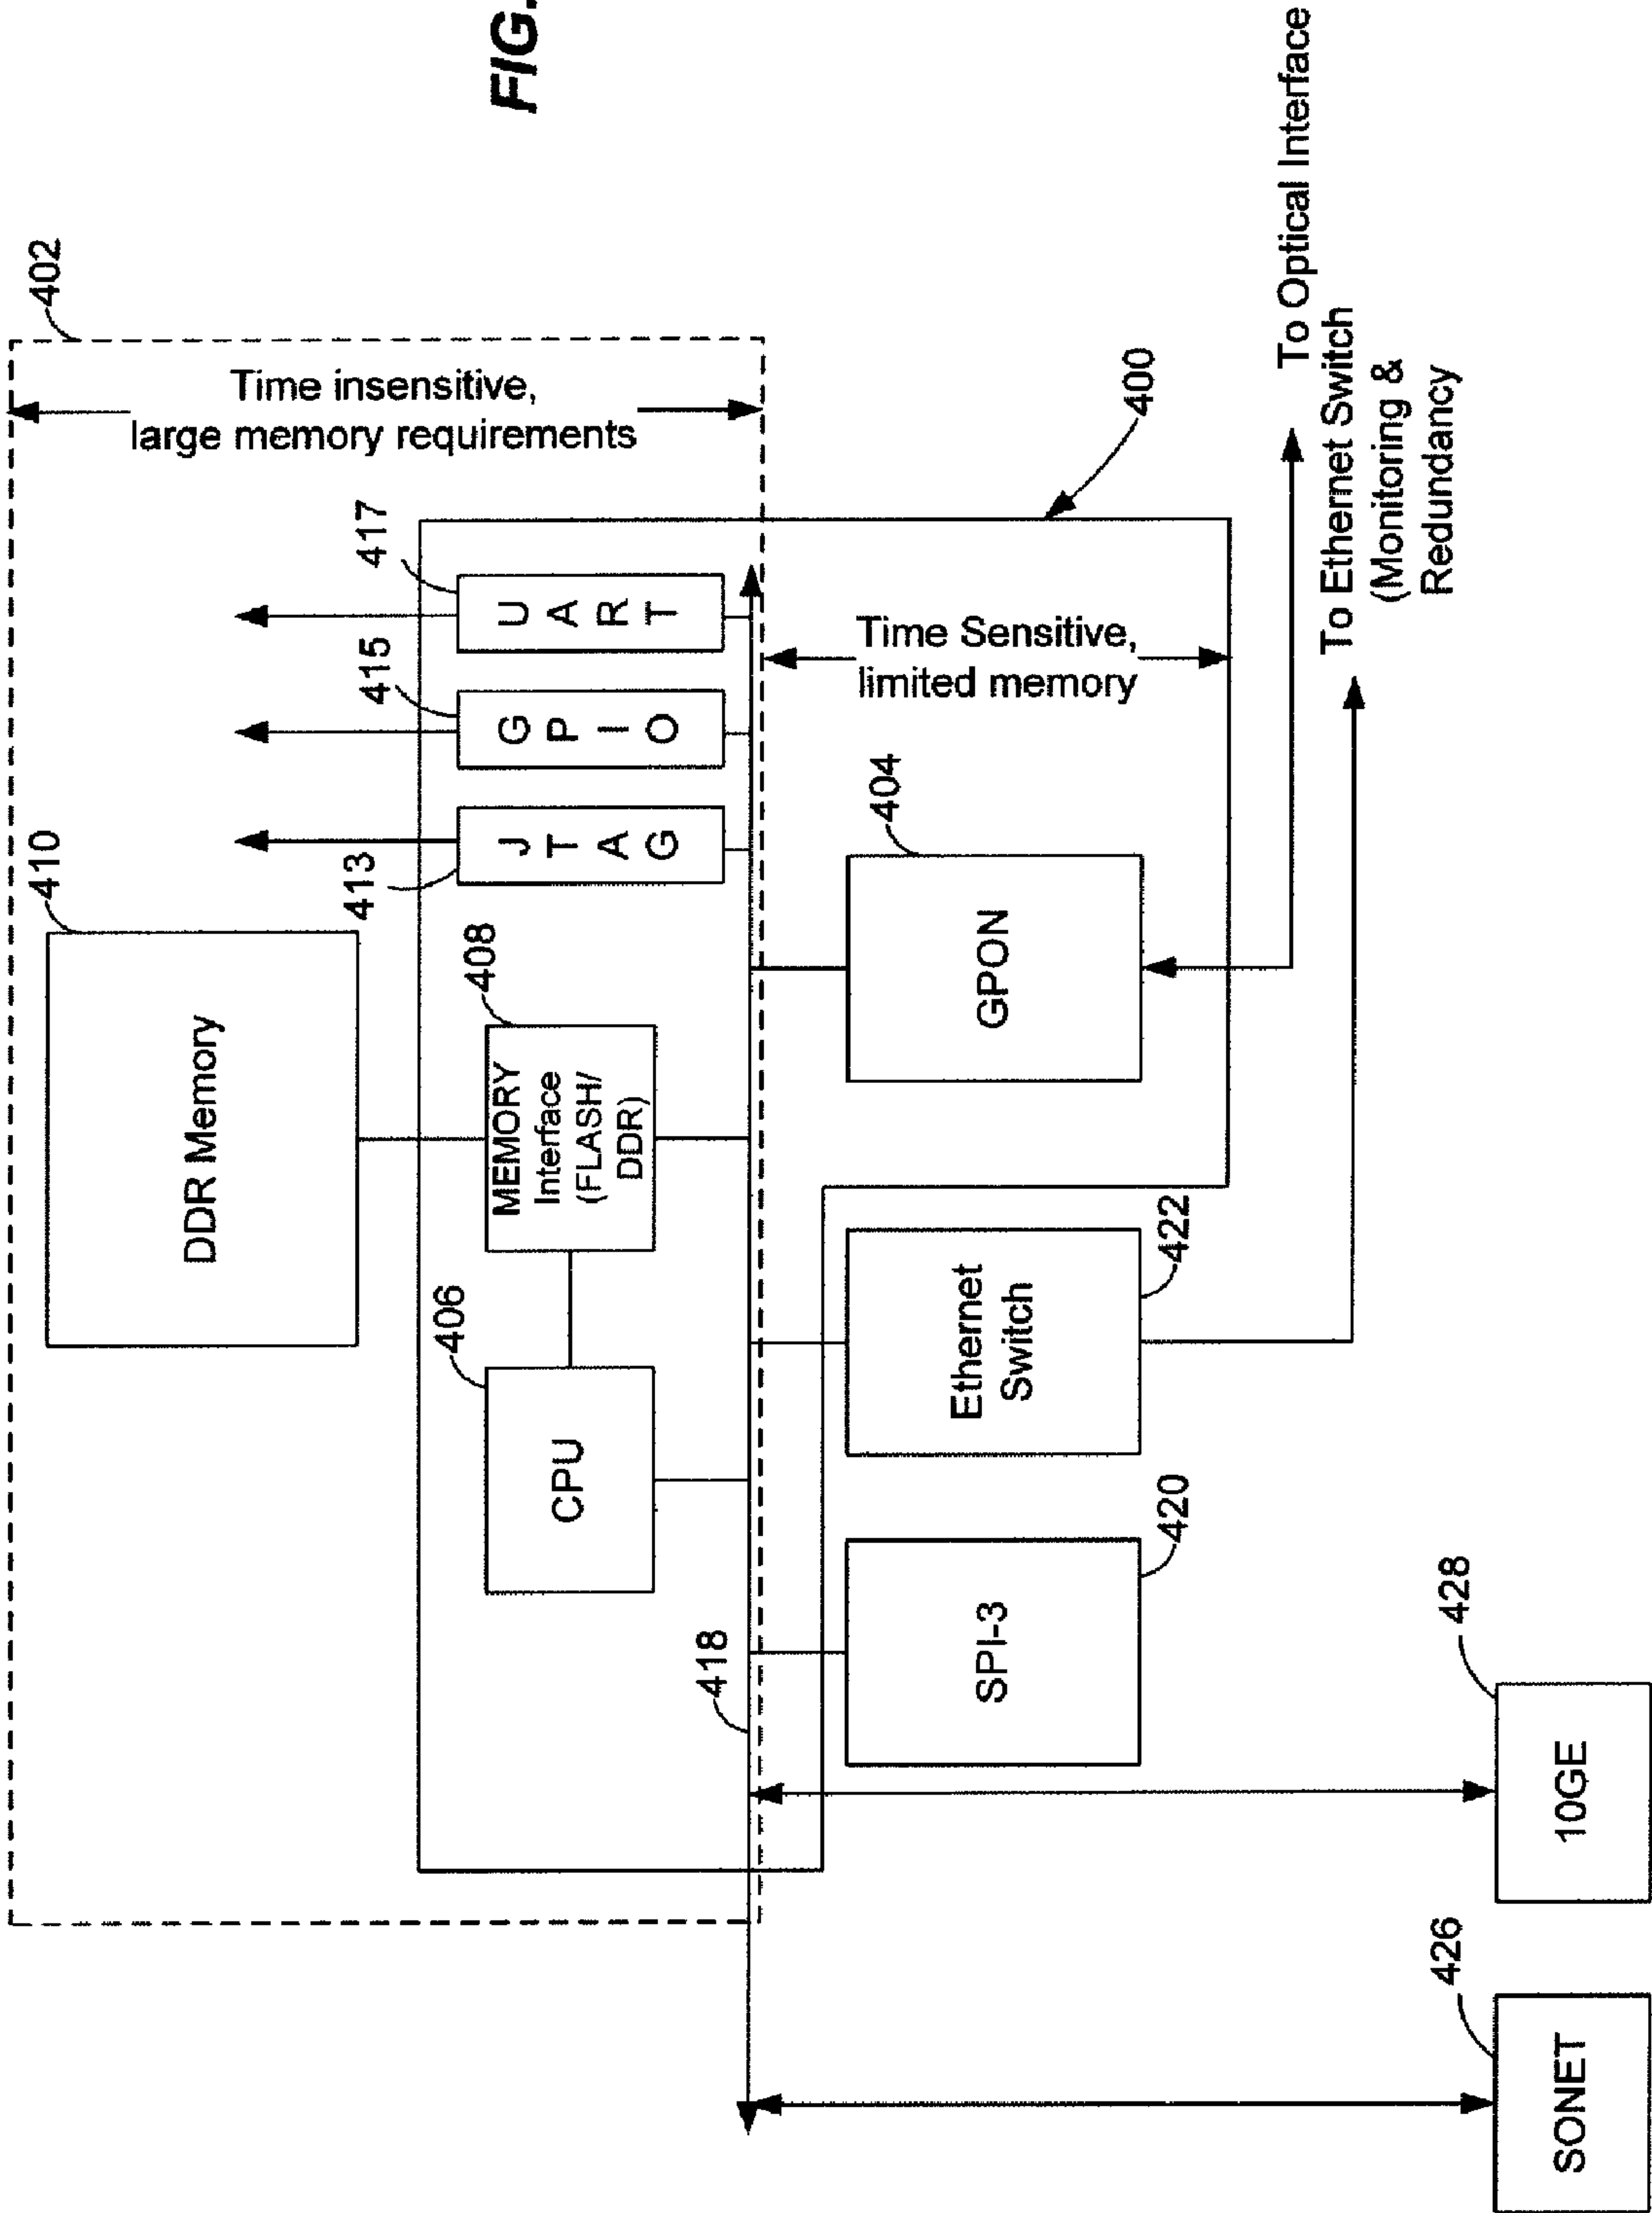 FIG.
402
Time insensitive,
large memory requirements
410
DDR Memory
413
415
417
J
T
A
G
G
P
I
O
U
A
R
T
408
MEMORY
Interface
(FLASH/
DDR)
406
CPU
418
400
Time Sensitive,
limited memory
404
GPON
422
Ethernet
Switch
420
SPI-3
To Optical Interface
To Ethernet Switch
(Monitoring &
Redundancy
428
10GE
426
SONET